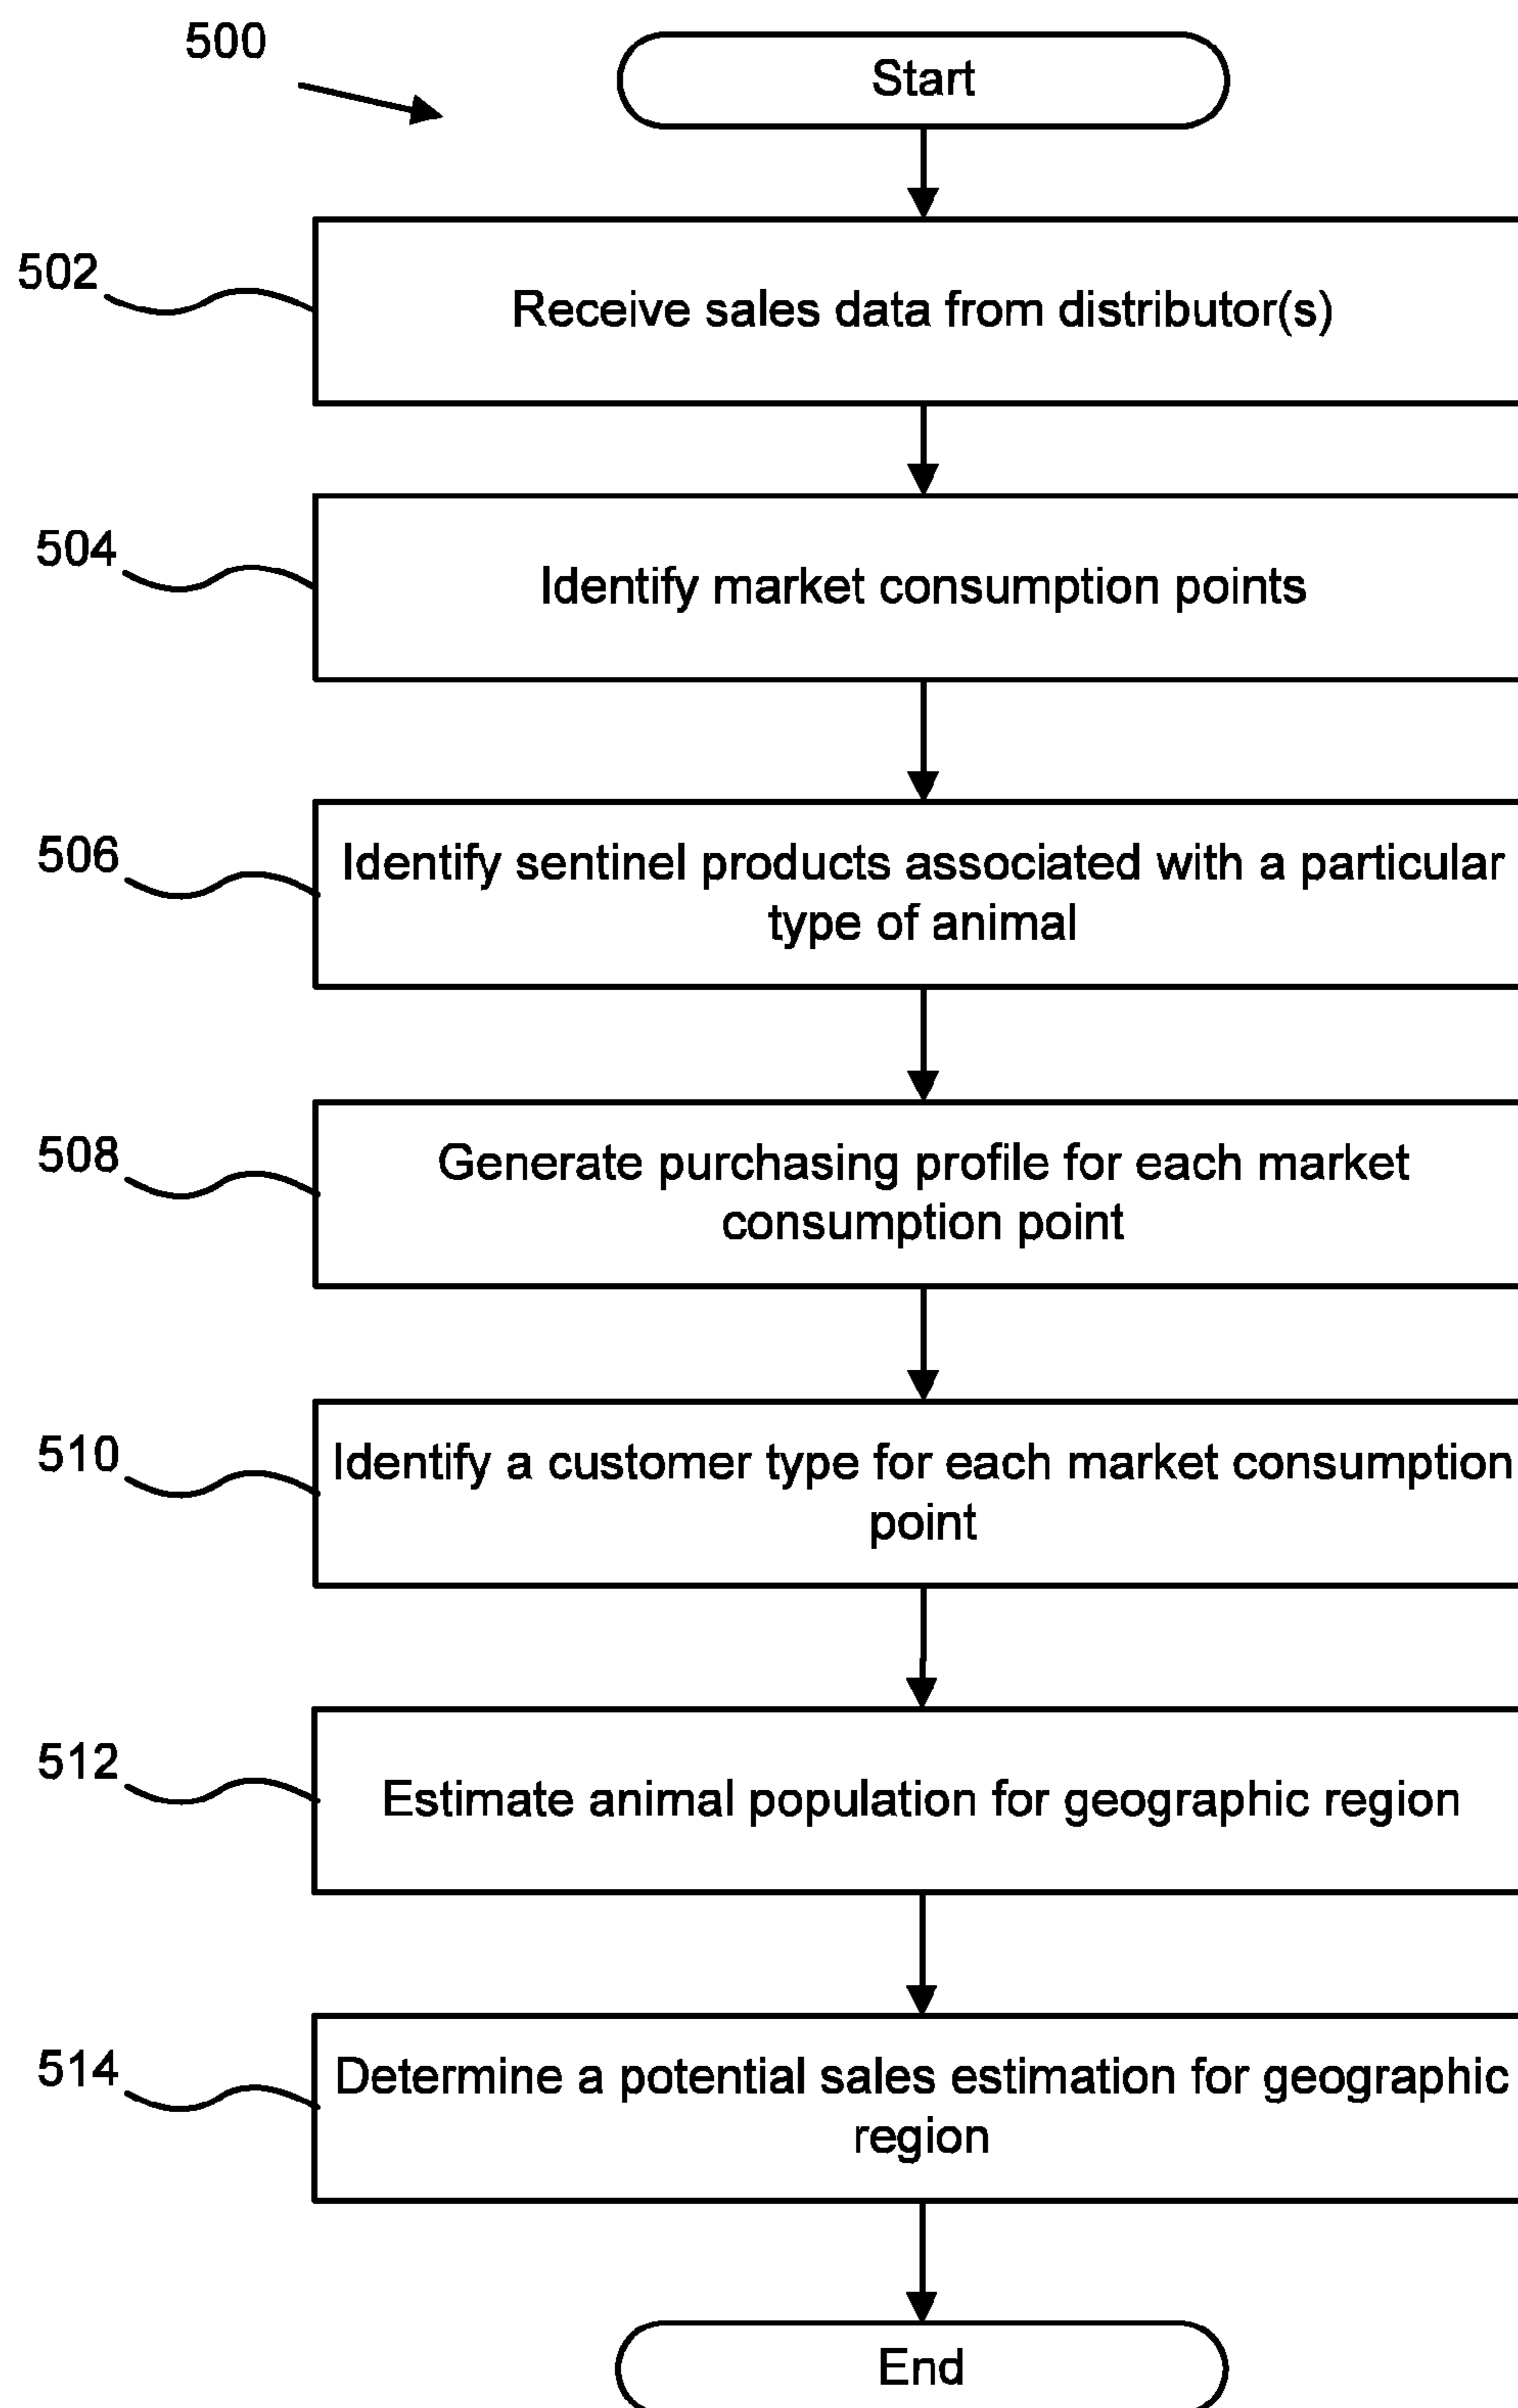 500
Start
502
Receive sales data from distributor(s)
504
Identify market consumption points
506
Identify sentinel products associated with a particular
type of animal
508
Generate purchasing profile for each market
consumption point
510
Identify a customer type for each market consumption
point
512
Estimate animal population for geographic region
514
Determine a potential sales estimation for geographic
region
End